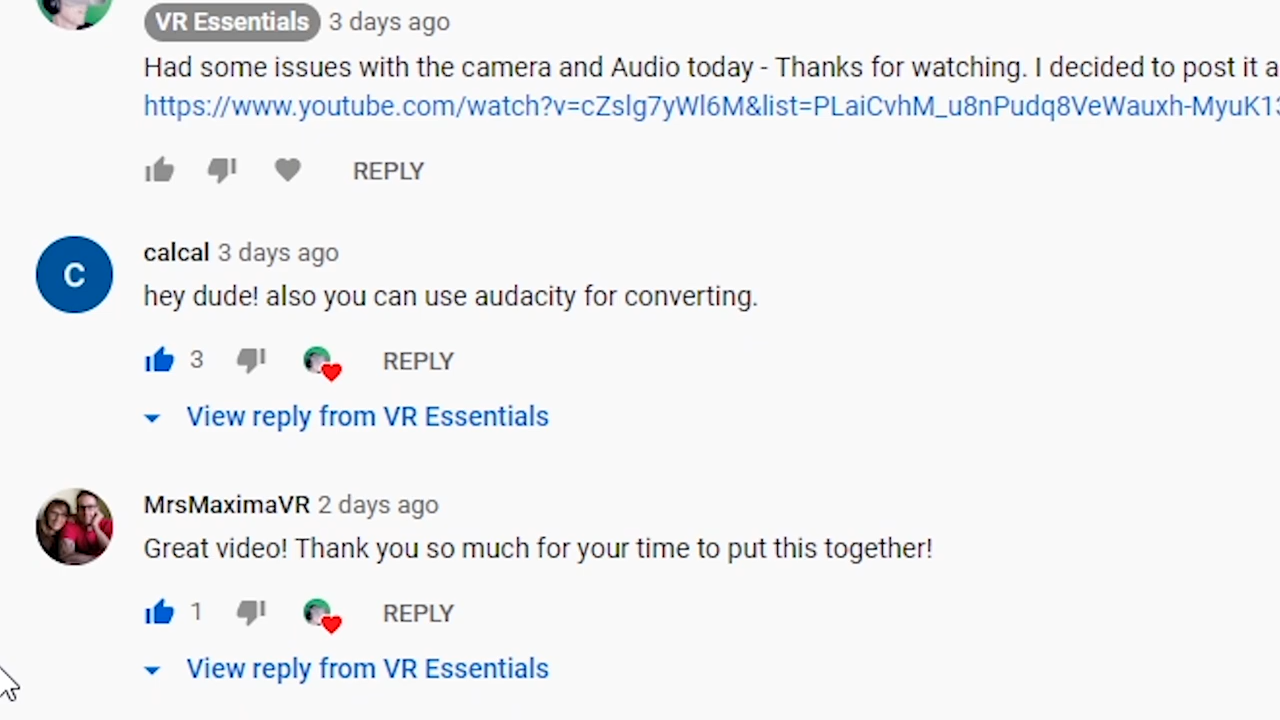 VR Essentials 3 days ago
Had some issues with the camera and Audio today - Thanks for watching. I decided to post it a
https://www.youtube.com/watch?v=cZslg7yWl6M&list=PLaiCvhM_u8nPudq8VeWauxh-MyuK13
REPLY
C
calcal 3 days ago
hey dude! also you can use audacity for converting.
3 REPLY
View reply from VR Essentials
MrsMaximaVR 2 days ago
Great video! Thank you so much for your time to put this together!
1 REPLY
View reply from VR Essentials